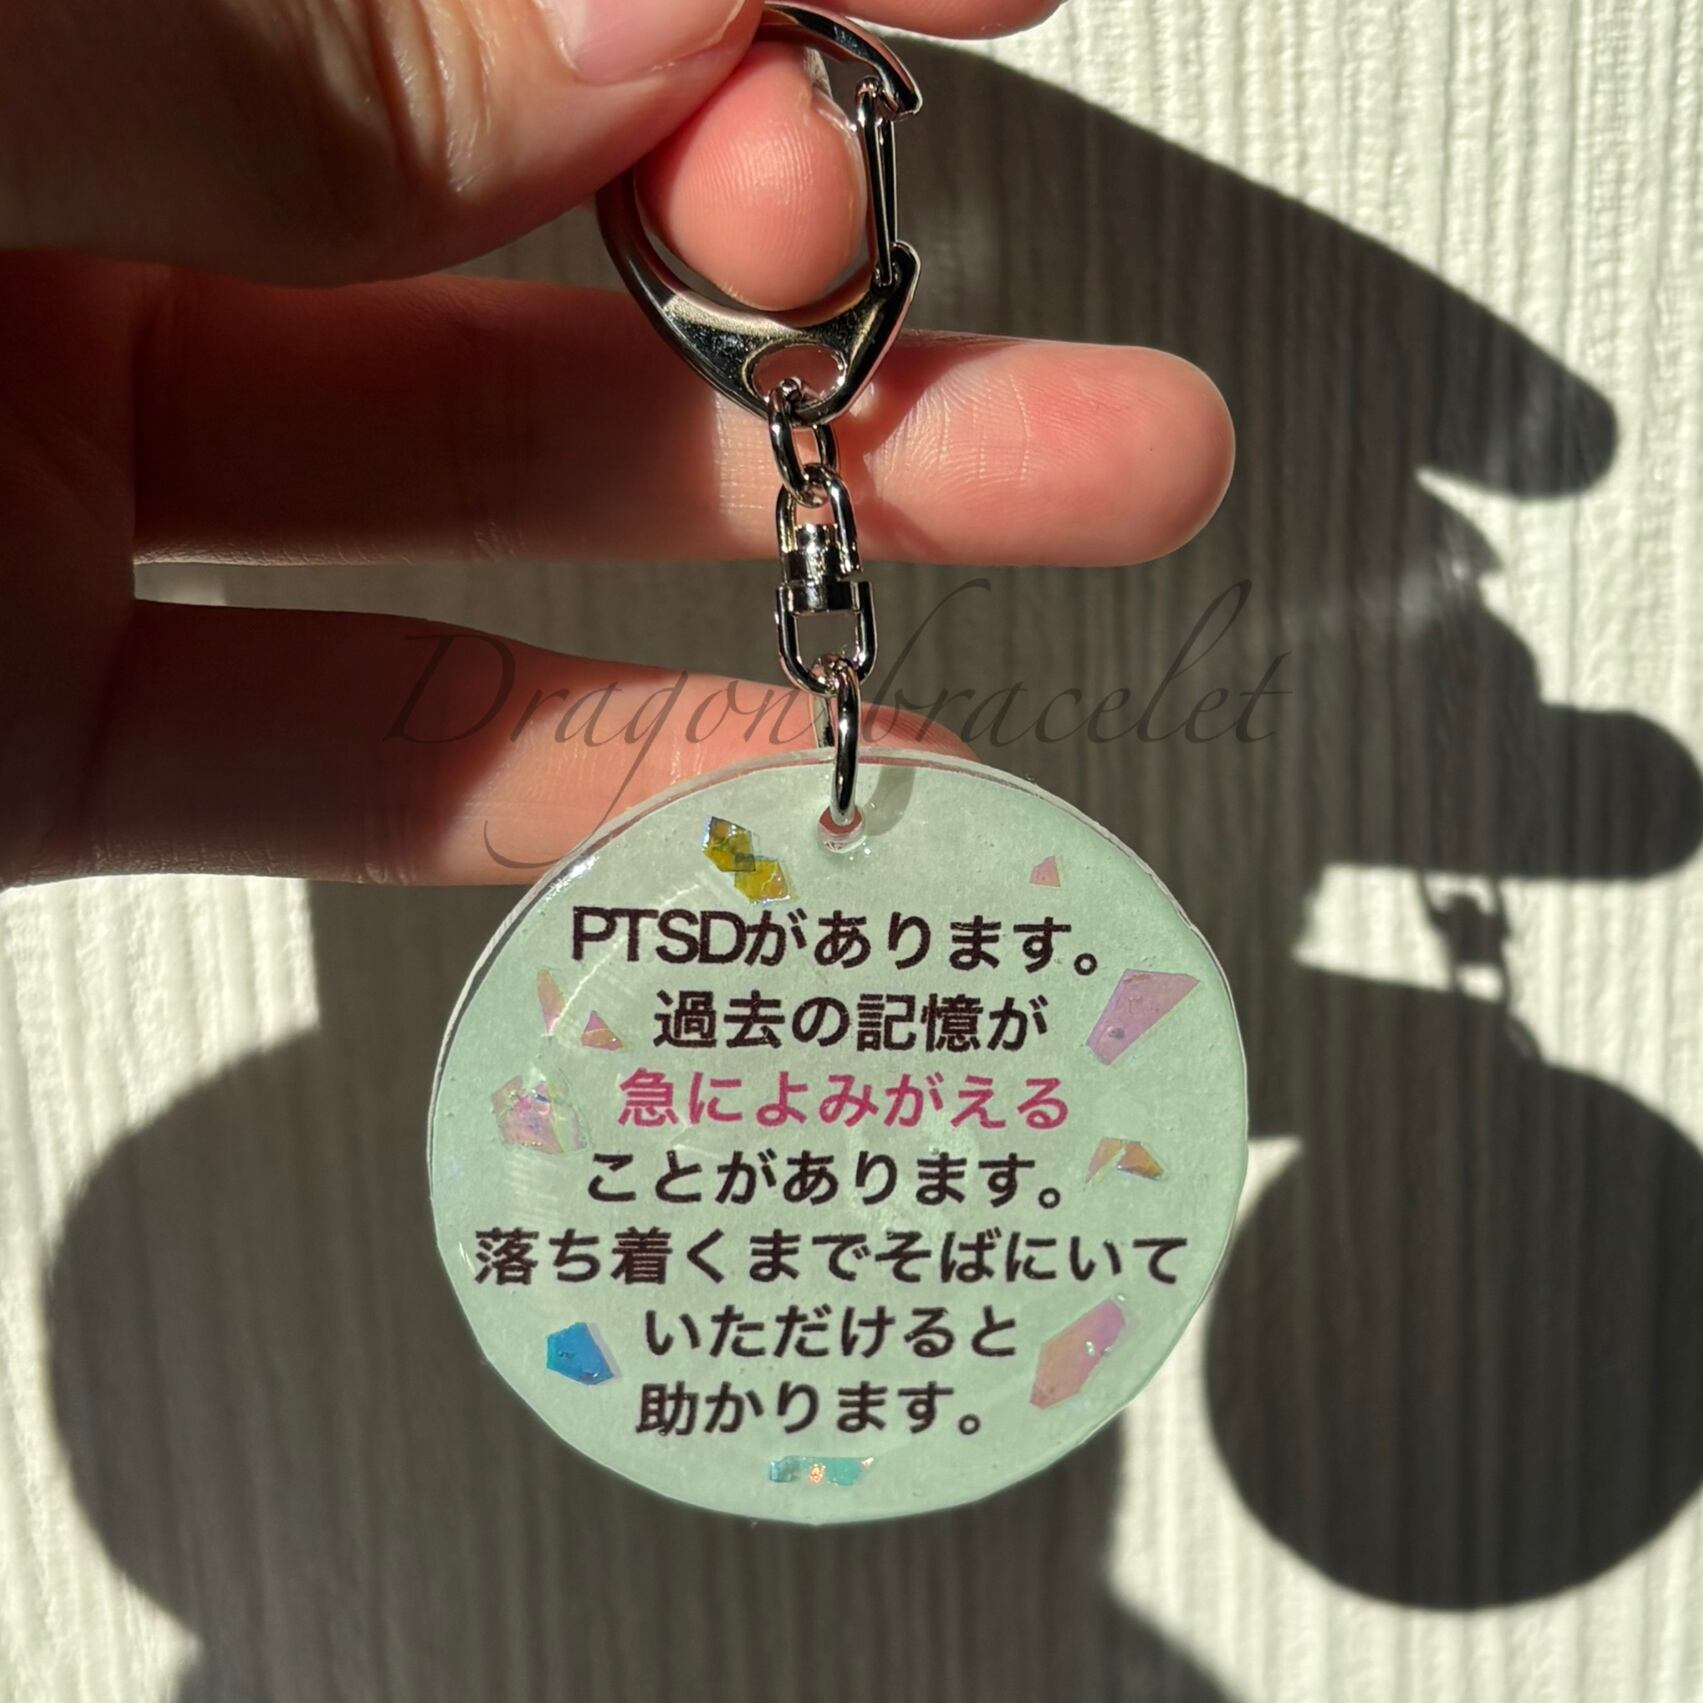 Dragon bracelet
PTSDがあります。
過去の記憶が
急によみがえる
ことがあります。
落ち着くまでそばにいて
いただけると
助かります。